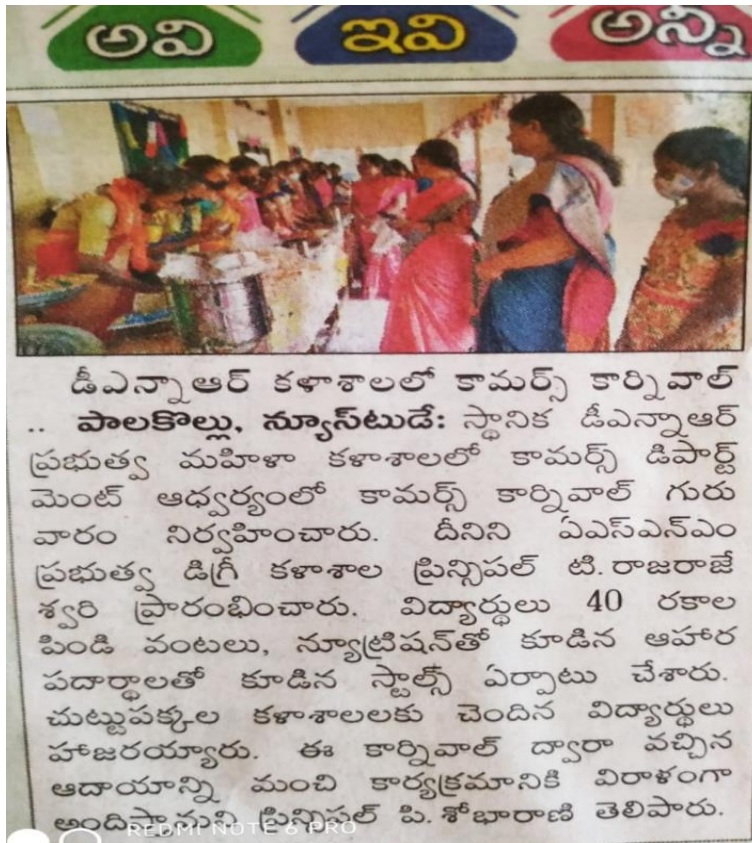 అవి ఇవి అన్నీ
డీఎన్నాఆర్ కళాశాలలో కామర్స్ కార్నివాల్
.. పాలకొల్లు, న్యూస్‌టుడే: స్థానిక డీఎన్నాఆర్
ప్రభుత్వ మహిళా కళాశాలలో కామర్స్ డిపార్ట్
మెంట్ ఆధ్వర్యంలో కామర్స్ కార్నివాల్ గురు
వారం నిర్వహించారు. దీనిని ఏఎస్ఎన్ఎం
ప్రభుత్వ డిగ్రీ కళాశాల ప్రిన్సిపల్ టి. రాజరాజే
శ్వరి ప్రారంభించారు. విద్యార్థులు 40 రకాల
పిండి వంటలు, న్యూట్రిషన్‌తో కూడిన ఆహార
పదార్థాలతో కూడిన స్టాల్స్ ఏర్పాటు చేశారు.
చుట్టుపక్కల కళాశాలలకు చెందిన విద్యార్థులు
హాజరయ్యారు. ఈ కార్నివాల్ ద్వారా వచ్చిన
ఆదాయాన్ని మంచి కార్యక్రమానికి విరాళంగా
అందిస్తామని ప్రిన్సిపల్ పి. శోభారాణి తెలిపారు.
REDMI NOTE 6 PRO